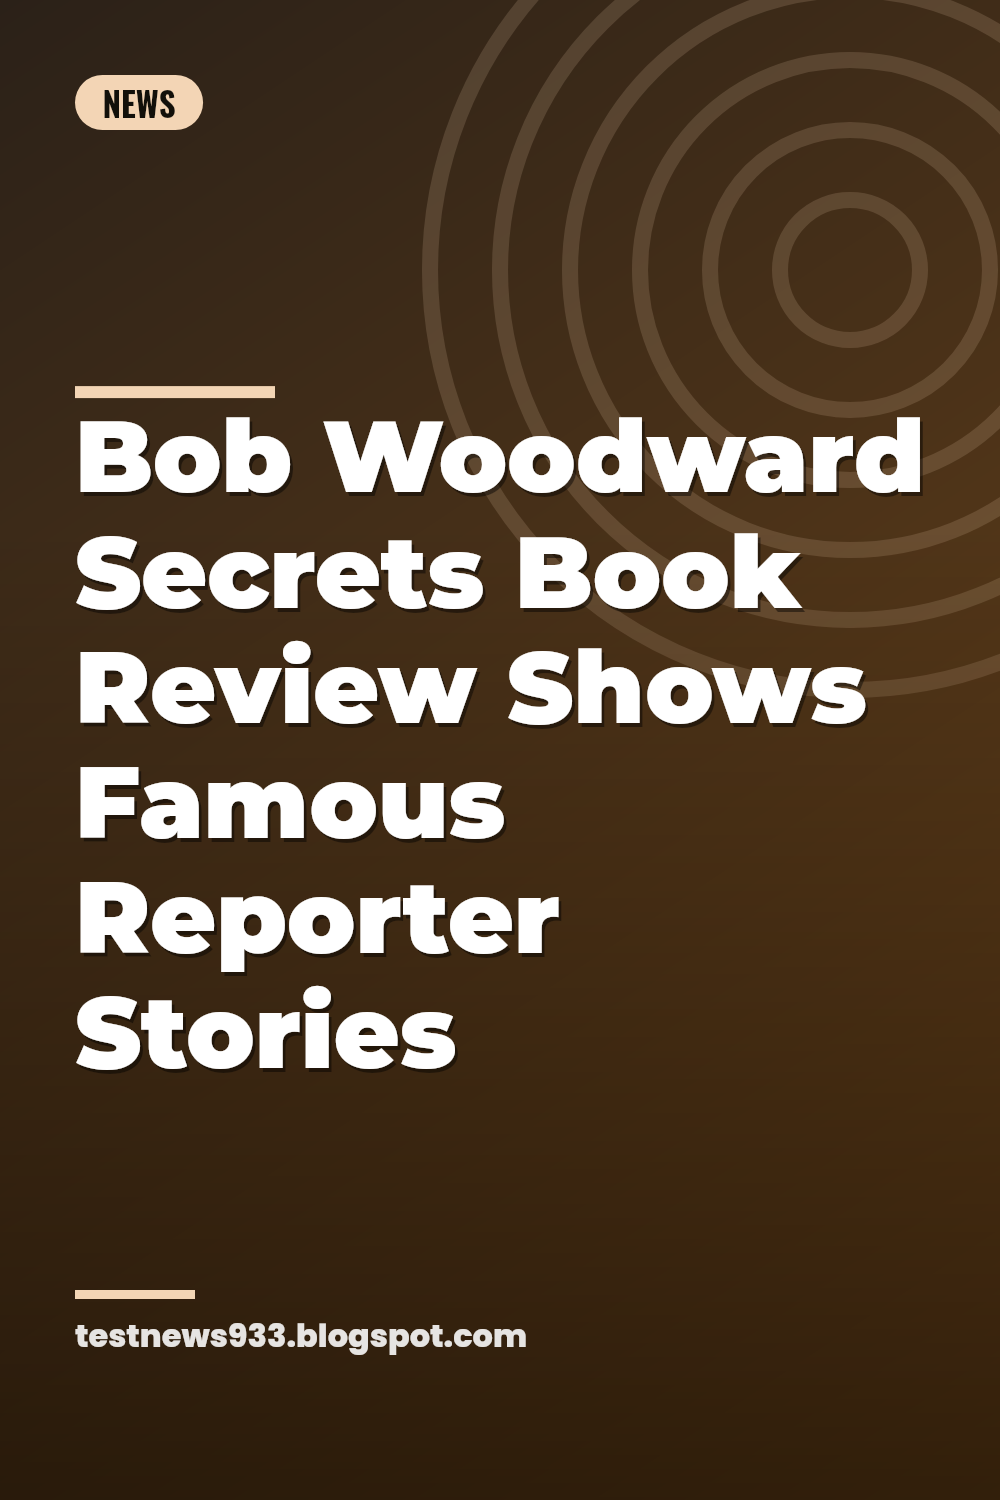 NEWS
Bob Woodward
Secrets Book
Review Shows
Famous
Reporter
Stories
testnews933.blogspot.com